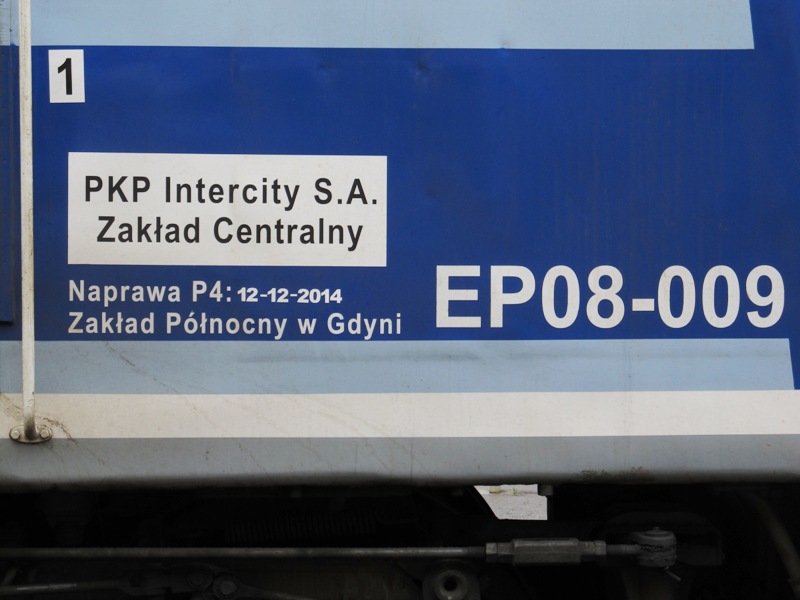 1
PKP Intercity S.A.
Zakład Centralny
Naprawa P4: 12-12-2014
Zakład Północny w Gdyni
EP08-009